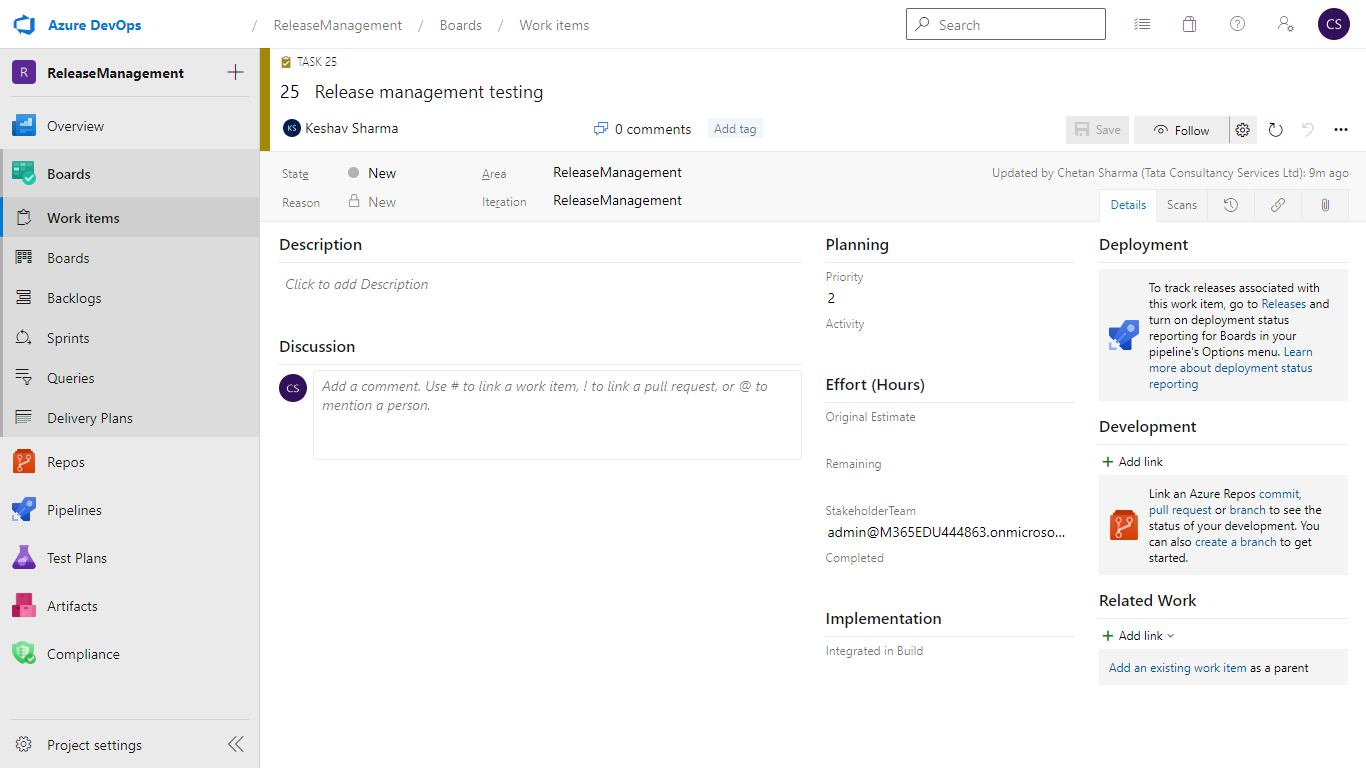 Azure DevOps / ReleaseManagement / Boards / Work items Search CS
R ReleaseManagement
Overview
Boards
Work items
Boards
Backlogs
Sprints
Queries
Delivery Plans
Repos
Pipelines
Test Plans
Artifacts
Compliance
Project settings
TASK 25
25 Release management testing
KS Keshav Sharma 0 comments Add tag Save Follow
State New Area ReleaseManagement
Reason New Iteration ReleaseManagement
Updated by Chetan Sharma (Tata Consultancy Services Ltd): 9m ago
Details Scans
Description
Click to add Description
Discussion
CS
Add a comment. Use # to link a work item, ! to link a pull request, or @ to
mention a person.
Planning
Priority
2
Activity
Effort (Hours)
Original Estimate
Remaining
StakeholderTeam
admin@M365EDU444863.onmicroso...
Completed
Implementation
Integrated in Build
Deployment
To track releases associated with
this work item, go to Releases and
turn on deployment status
reporting for Boards in your
pipeline's Options menu. Learn
more about deployment status
reporting
Development
Add link
Link an Azure Repos commit,
pull request or branch to see the
status of your development. You
can also create a branch to get
started.
Related Work
Add link
Add an existing work item as a parent